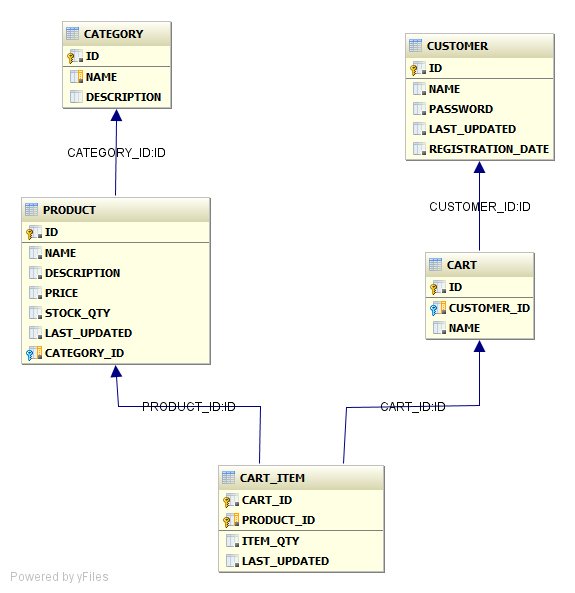 CATEGORY
ID
NAME
DESCRIPTION
CUSTOMER
ID
NAME
PASSWORD
LAST_UPDATED
REGISTRATION_DATE
CATEGORY_ID:ID
CUSTOMER_ID:ID
PRODUCT
ID
NAME
DESCRIPTION
PRICE
STOCK_QTY
LAST_UPDATED
CATEGORY_ID
CART
ID
CUSTOMER_ID
NAME
PRODUCT_ID:ID
CART_ID:ID
CART_ITEM
CART_ID
PRODUCT_ID
ITEM_QTY
LAST_UPDATED
Powered by yFiles